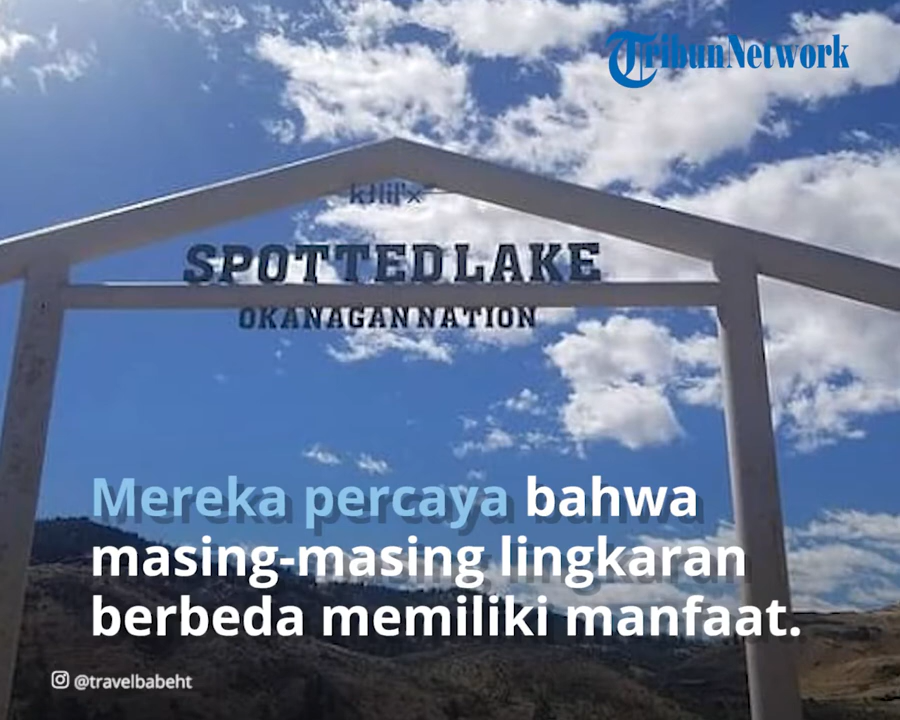 TribunNetwork
SPOTTED LAKE
OKANAGAN NATION
Mereka percaya bahwa
masing-masing lingkaran
berbeda memiliki manfaat.
@travelbabeht